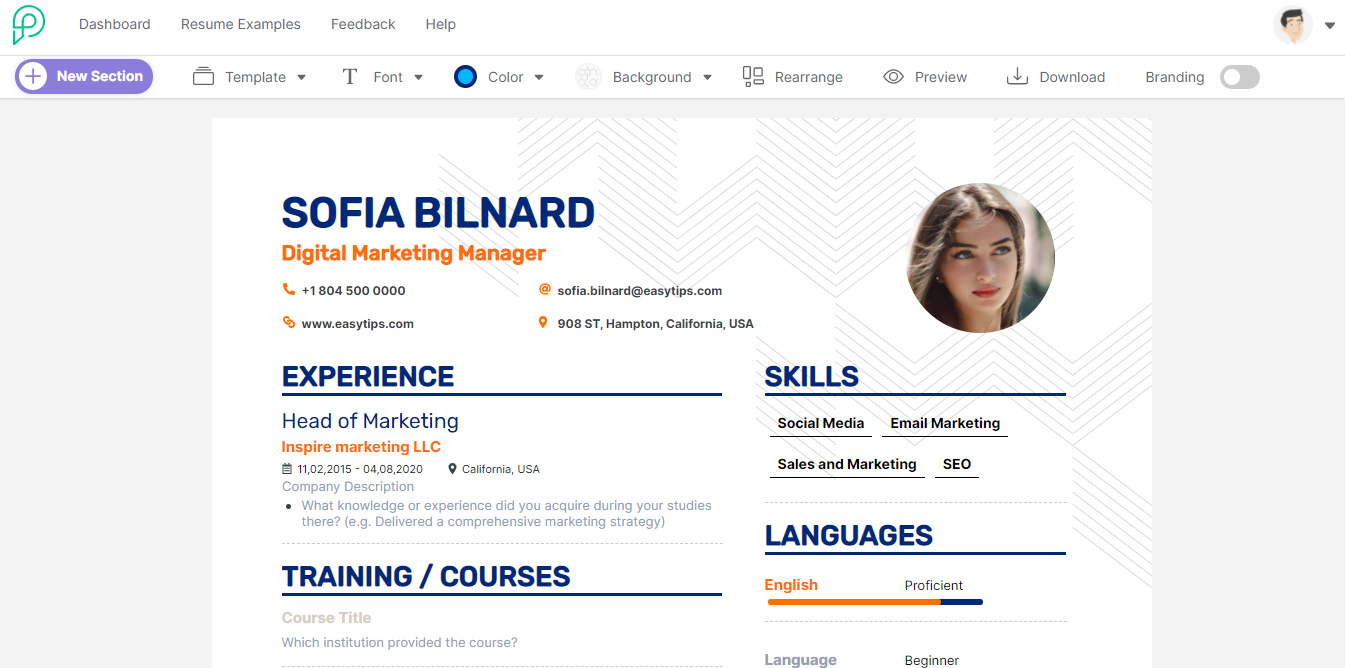 Dashboard
Resume Examples
Feedback
Help
New Section
Template
Font
Color
Background
Rearrange
Preview
Download
Branding
SOFIA BILNARD
Digital Marketing Manager
+1 804 500 0000
sofia.bilnard@easytips.com
www.easytips.com
908 ST, Hampton, California, USA
EXPERIENCE
Head of Marketing
Inspire marketing LLC
11,02,2015 - 04,08,2020
California, USA
Company Description
What knowledge or experience did you acquire during your studies
there? (e.g. Delivered a comprehensive marketing strategy)
TRAINING / COURSES
Course Title
Which institution provided the course?
SKILLS
Social Media
Email Marketing
Sales and Marketing
SEO
LANGUAGES
English
Proficient
Language
Beginner